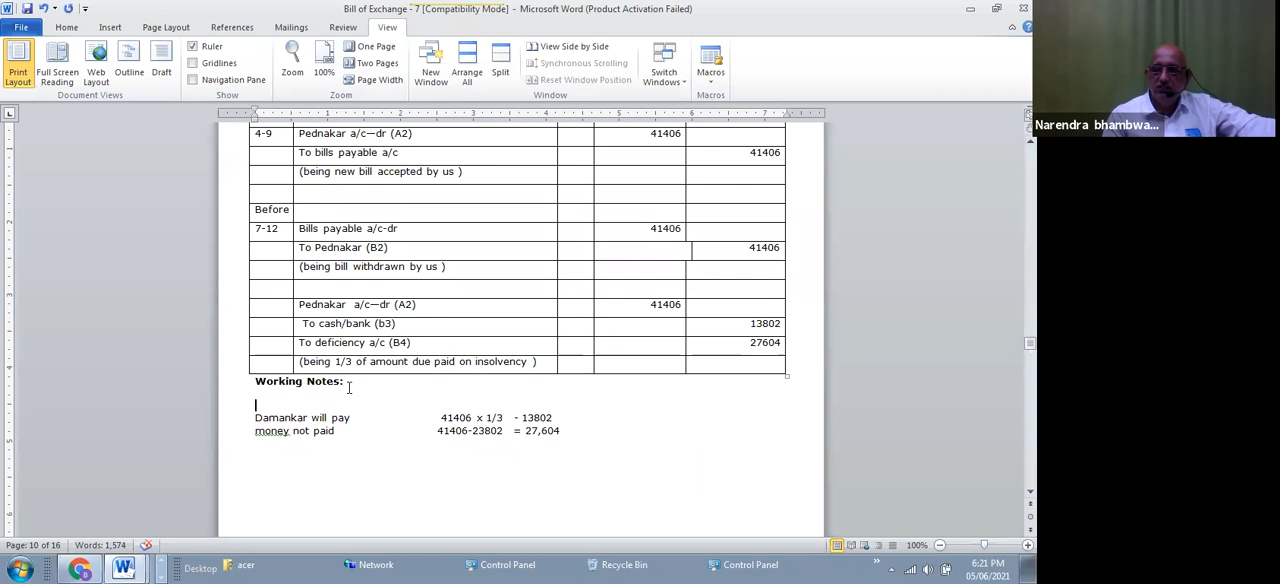 Bill of Exchange - 7 [Compatibility Mode] - Microsoft Word (Product Activation Failed)
File Home Insert Page Layout References Mailings Review View
Print Layout Full Screen Reading Web Layout Outline Draft
Document Views
Ruler
Gridlines
Navigation Pane
Show
Zoom 100% One Page
Two Pages
Page Width
Zoom
New Window Arrange All Split
View Side by Side
Synchronous Scrolling
Reset Window Position
Window
Switch Windows
Macros
Macros
Narendra bhambwa...
4-9 Pednakar a/c—dr (A2) 41406
To bills payable a/c 41406
(being new bill accepted by us )
Before
7-12 Bills payable a/c-dr 41406
To Pednakar (B2) 41406
(being bill withdrawn by us )
Pednakar a/c—dr (A2) 41406
To cash/bank (b3) 13802
To deficiency a/c (B4) 27604
(being 1/3 of amount due paid on insolvency )
Working Notes:
Damankar will pay 41406 x 1/3 - 13802
money not paid 41406-23802 = 27,604
Page: 10 of 16 Words: 1,574 100%
Desktop acer Network Control Panel Recycle Bin Control Panel
6:21 PM
05/06/2021